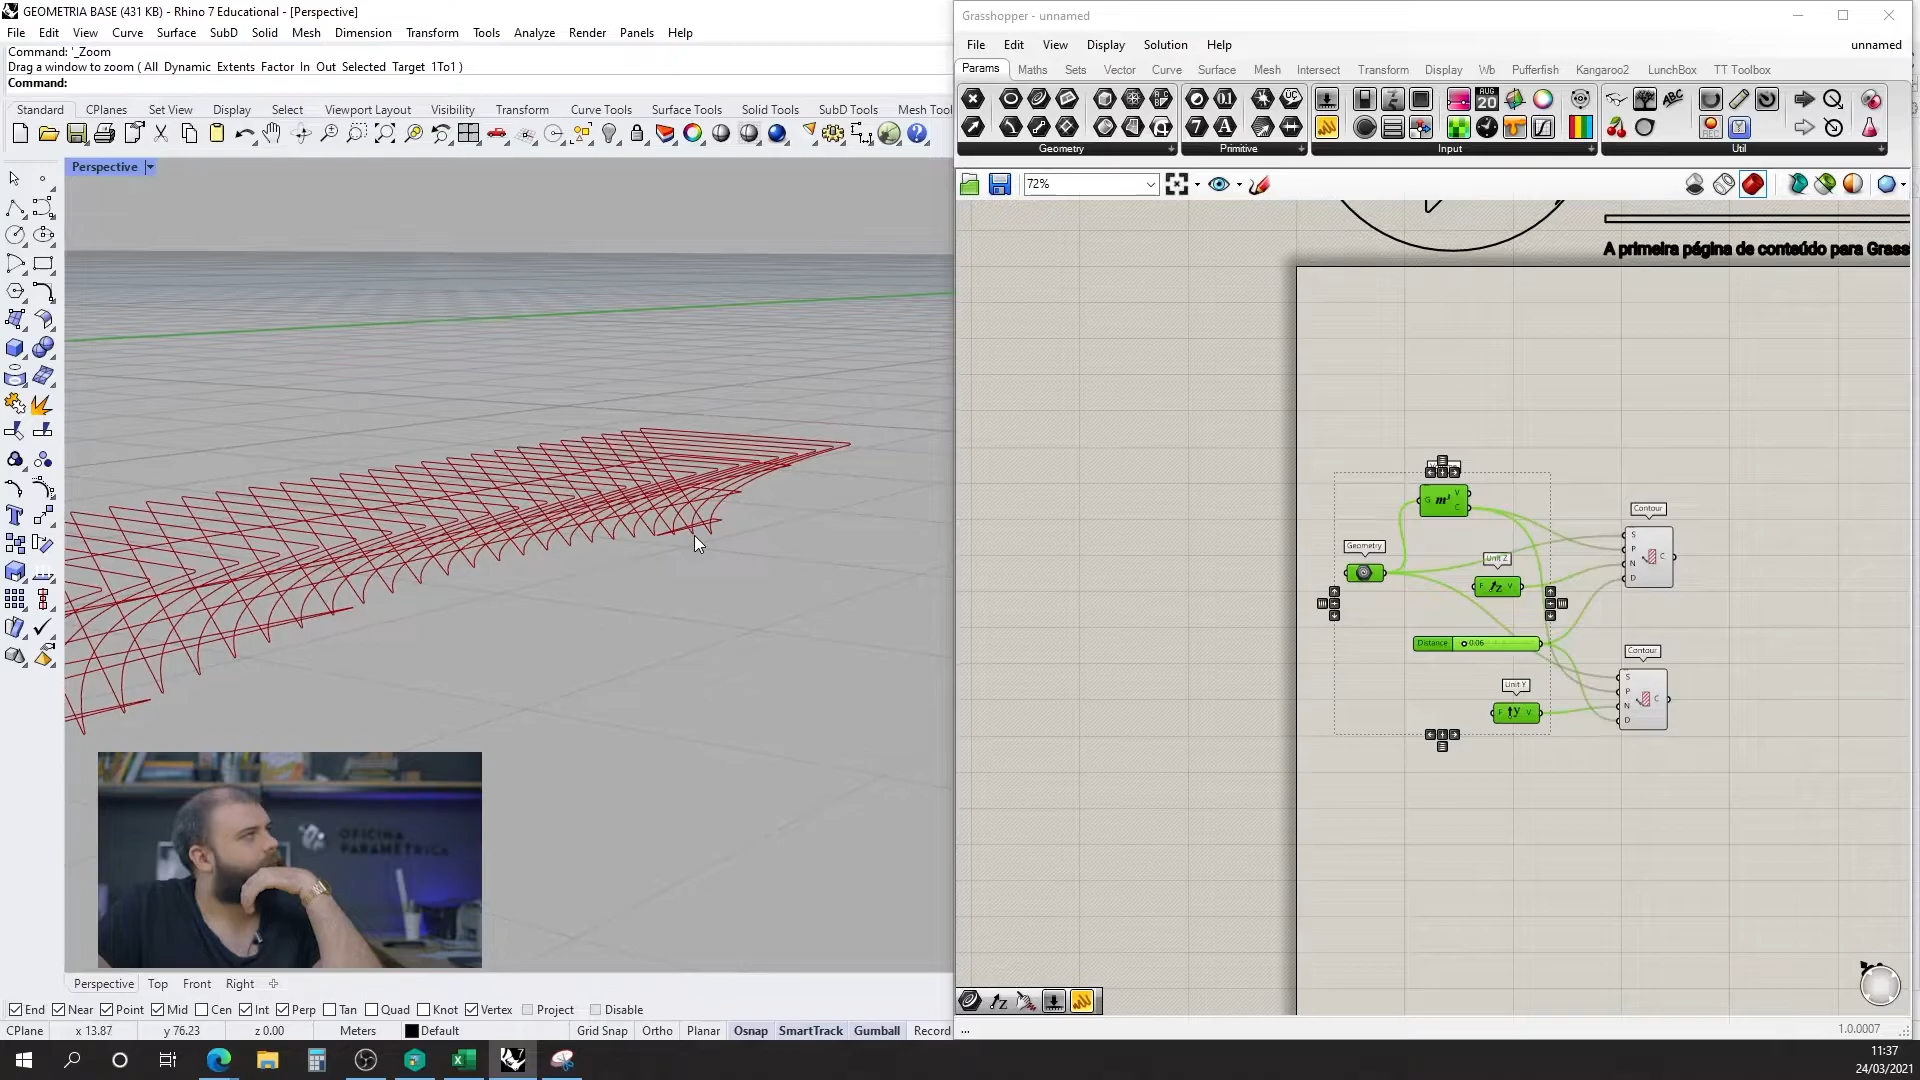 GEOMETRIA BASE (431 KB) - Rhino 7 Educational - [Perspective]
File Edit View Curve Surface SubD Solid Mesh Dimension Transform Tools Analyze Render Panels Help
Command: '_Zoom
Drag a window to zoom ( All Dynamic Extents Factor In Out Selected Target 1To1 )
Command:
Standard CPlanes Set View Display Select Viewport Layout Visibility Transform Curve Tools Surface Tools Solid Tools SubD Tools Mesh Tool
Perspective
OFICINA
PARAMÉTRICA
Perspective Top Front Right
End Near Point Mid Cen Int Perp Tan Quad Knot Vertex Project Disable
CPlane x 13.87 y 76.23 z 0.00 Meters Default Grid Snap Ortho Planar Osnap SmartTrack Gumball Record
Grasshopper - unnamed
File Edit View Display Solution Help unnamed
Params Maths Sets Vector Curve Surface Mesh Intersect Transform Display Wb Pufferfish Kangaroo2 LunchBox TT Toolbox
Geometry Primitive Input Util
72%
A primeira página de conteúdo para Grass
G m³ V
C
Geometry
Unit Z
F z V
Distance 0.06
Unit Y
F y V
Contour
S
P
N
D
C
Contour
S
P
N
D
C
...
1.0.0007
11:37
24/03/2021